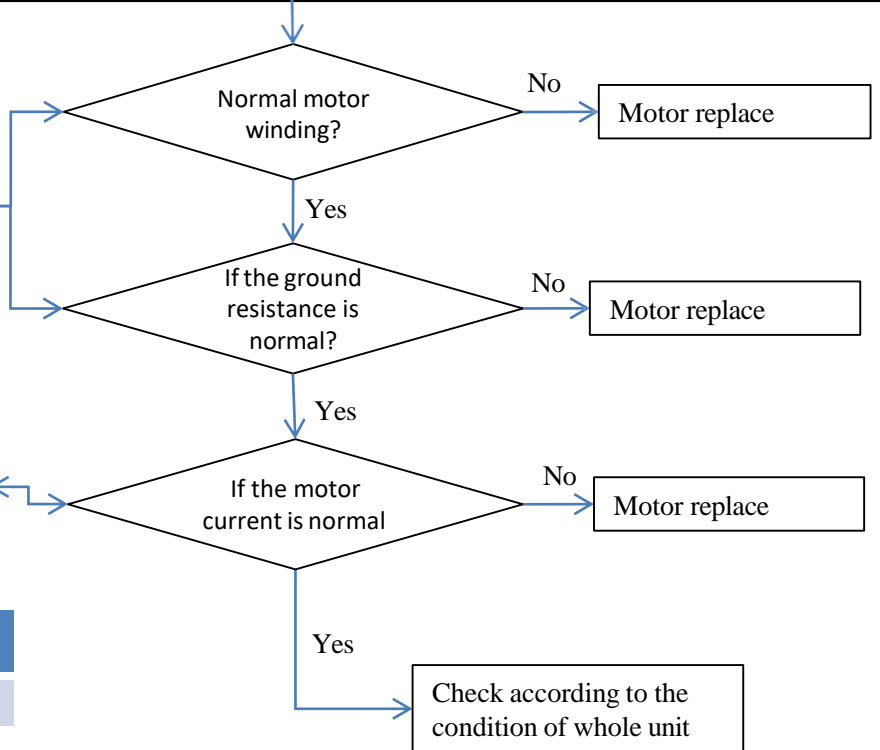 Normal motor
winding?
No
Motor replace
Yes
If the ground
resistance is
normal?
No
Motor replace
Yes
If the motor
current is normal
No
Motor replace
Yes
Check according to the
condition of whole unit